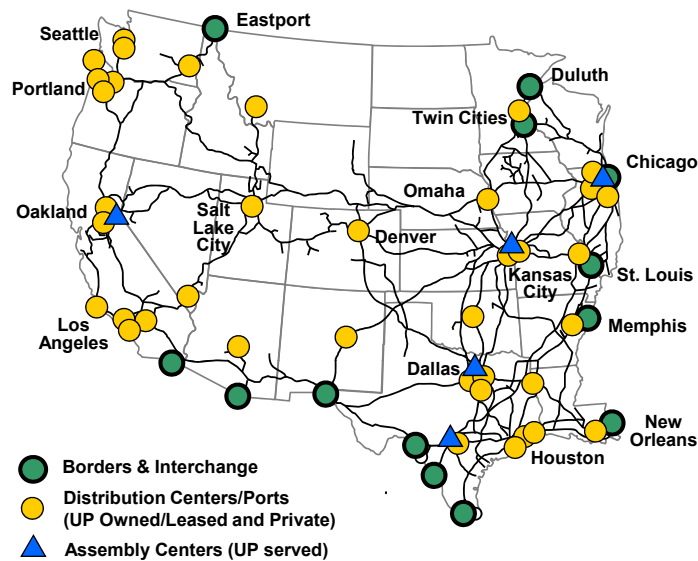 Eastport
Seattle
Duluth
Portland
Twin Cities
Chicago
Omaha
Oakland
Salt
Lake
City
Denver
Kansas
City
St. Louis
Los
Angeles
Memphis
Dallas
New
Orleans
Houston
Borders & Interchange
Distribution Centers/Ports
(UP Owned/Leased and Private)
Assembly Centers (UP served)